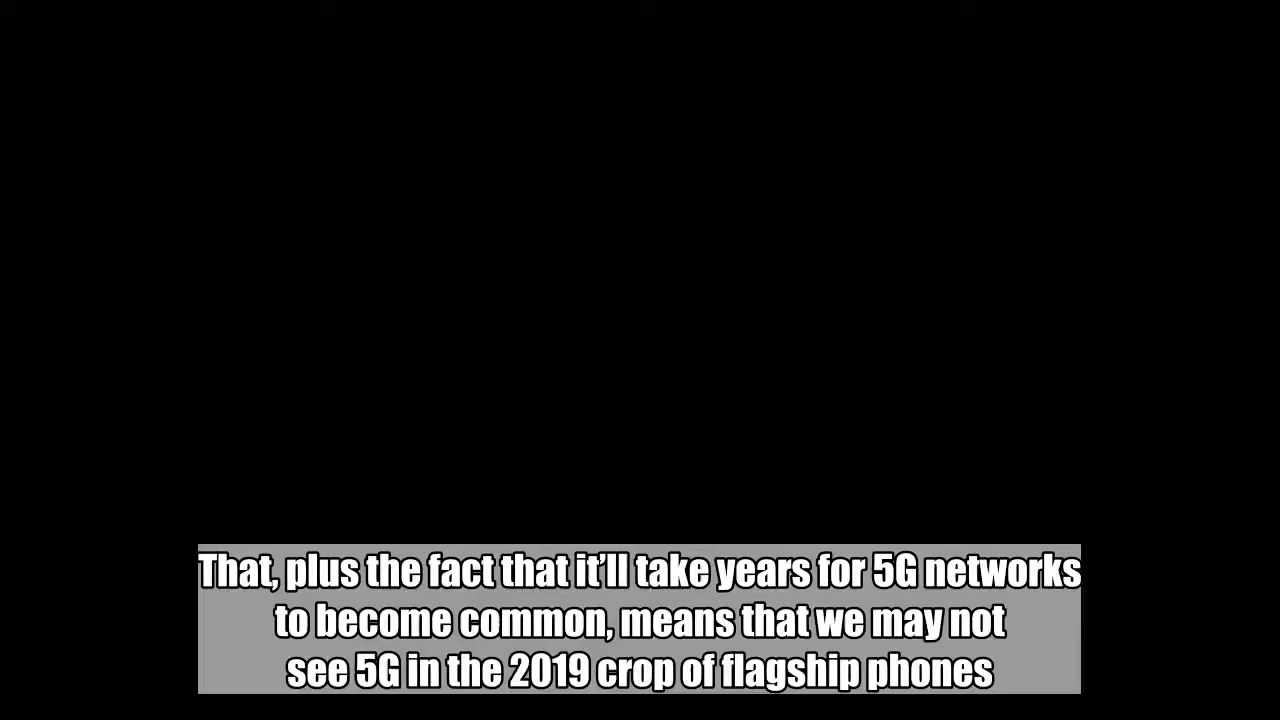 That, plus the fact that it’ll take years for 5G networks
to become common, means that we may not
see 5G in the 2019 crop of flagship phones